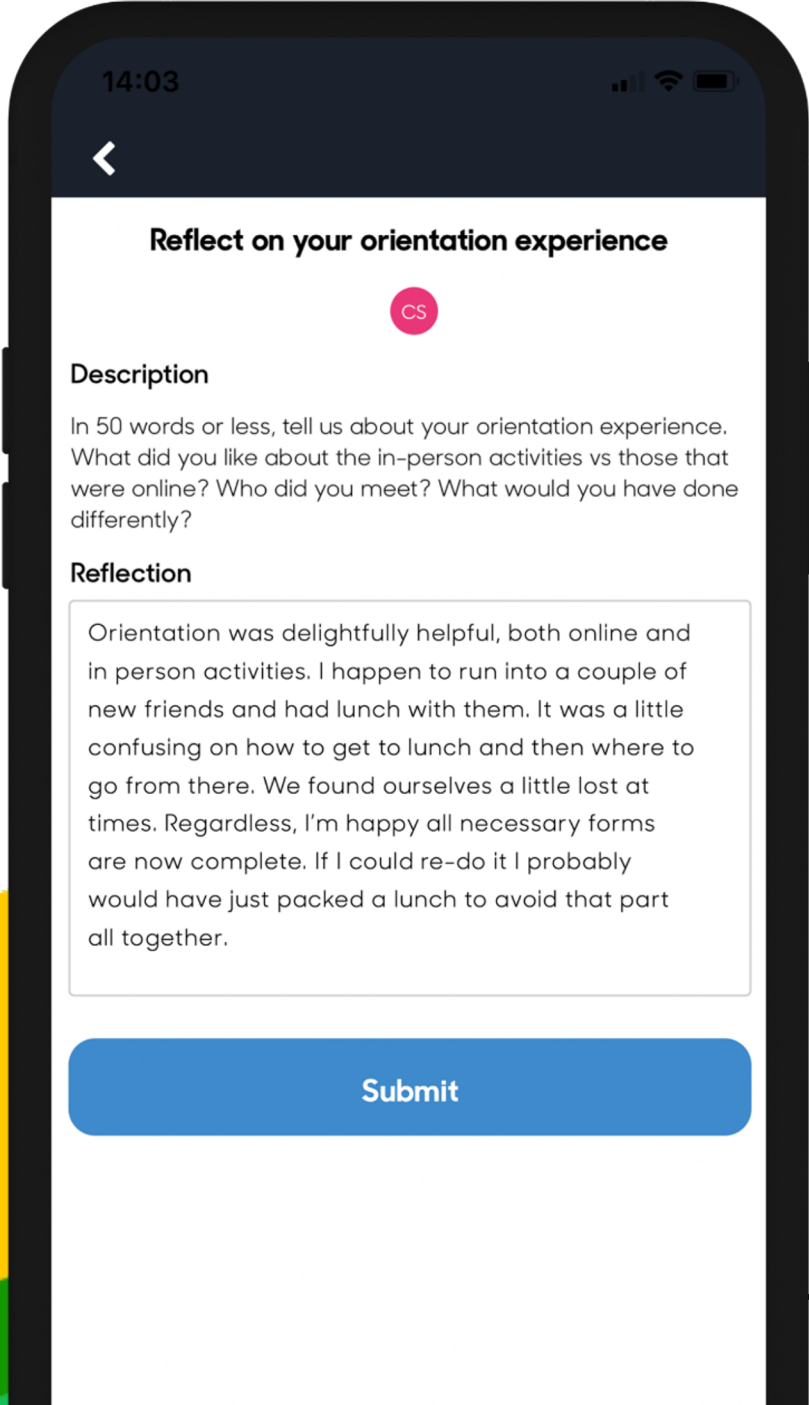 14:03
Reflect on your orientation experience
CS
Description
In 50 words or less, tell us about your orientation experience.
What did you like about the in-person activities vs those that
were online? Who did you meet? What would you have done
differently?
Reflection
Orientation was delightfully helpful, both online and
in person activities. I happen to run into a couple of
new friends and had lunch with them. It was a little
confusing on how to get to lunch and then where to
go from there. We found ourselves a little lost at
times. Regardless, I'm happy all necessary forms
are now complete. If I could re-do it I probably
would have just packed a lunch to avoid that part
all together.
Submit